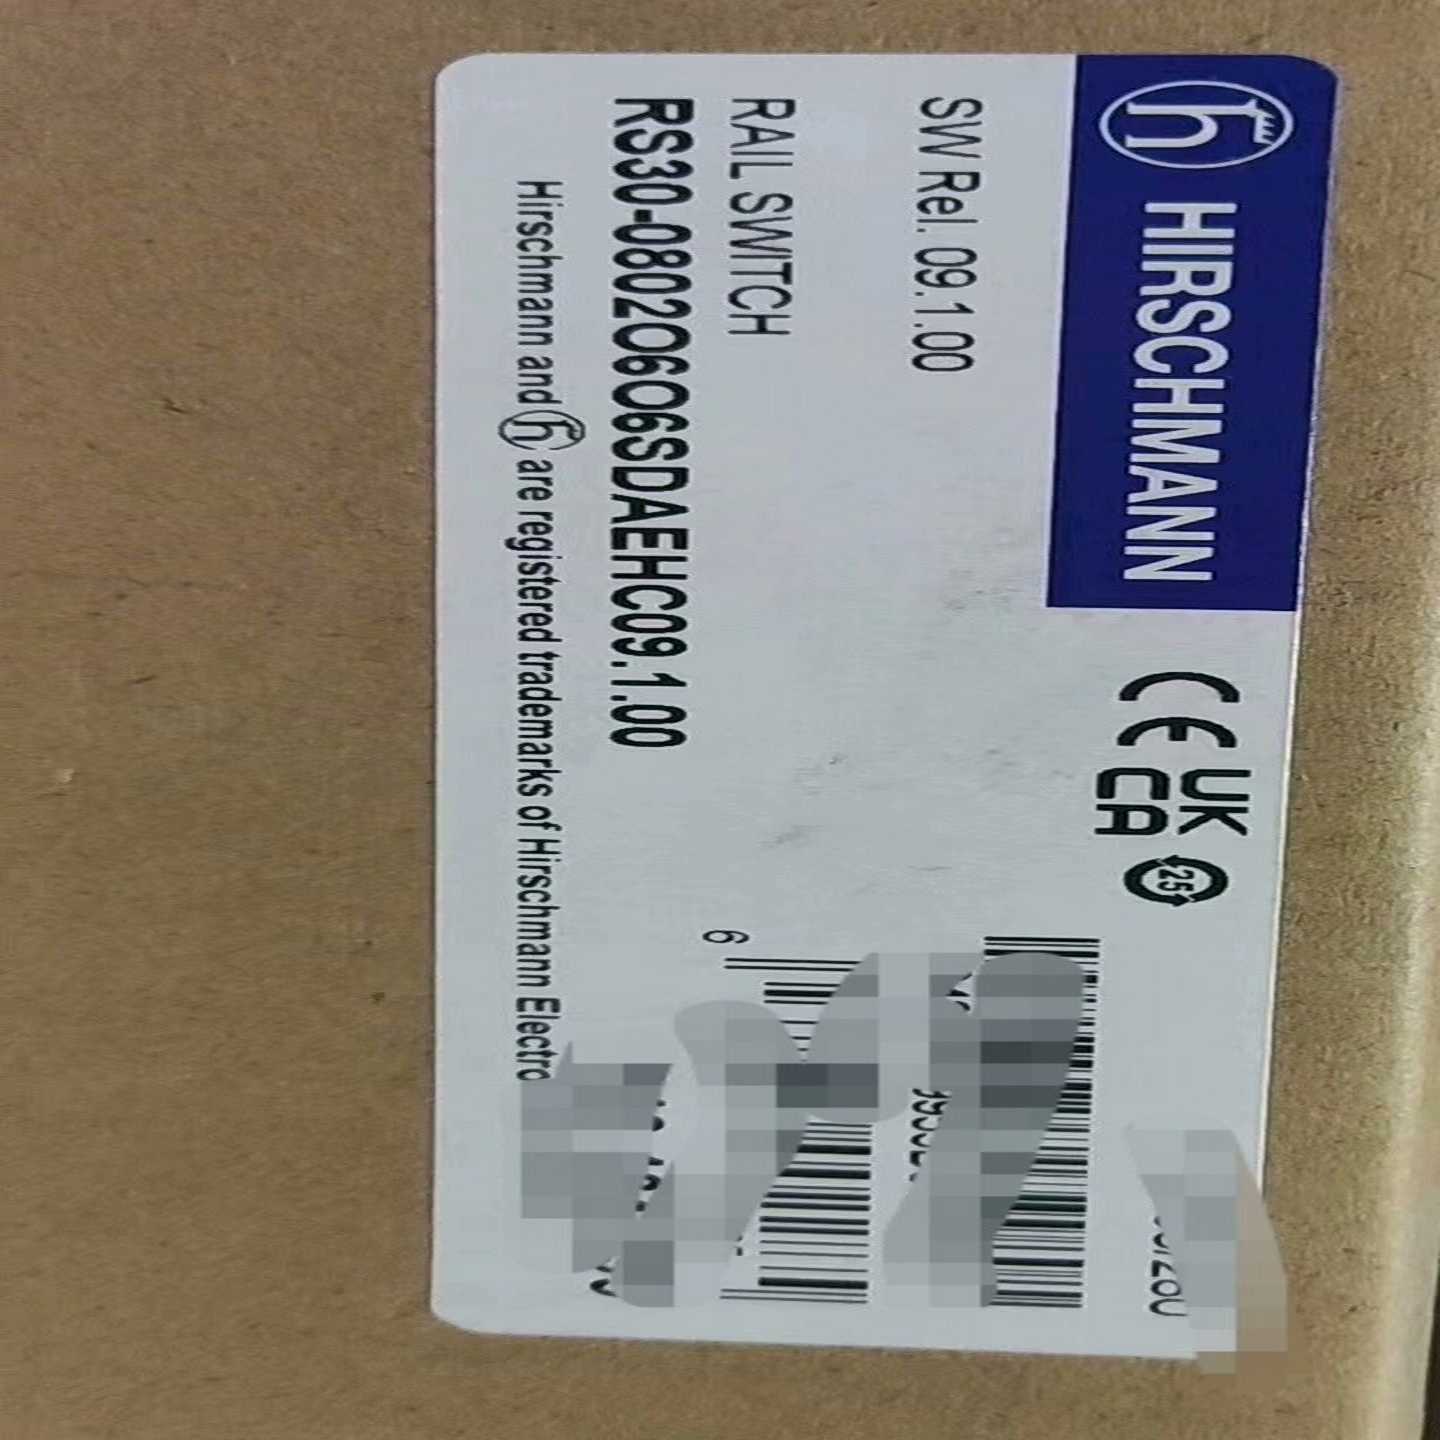 HIRSCHMANN
CE UK CA 25
SW Rel. 09.1.00
RAIL SWITCH
RS30-0802O6O6SDAEHC09.1.00
6
Hirschmann and h are registered trademarks of Hirschmann Electro